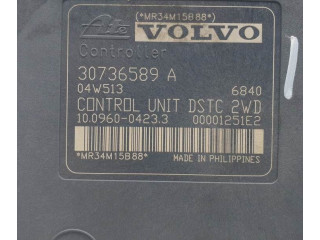 (*MR34M15B88*)
Ate VOLVO
Controller
30736589 A
04W513 6840
CONTROL UNIT DSTC 2WD
10.0960-0423.3 00001251E2
*MR34M15B88* MADE IN PHILIPPINES